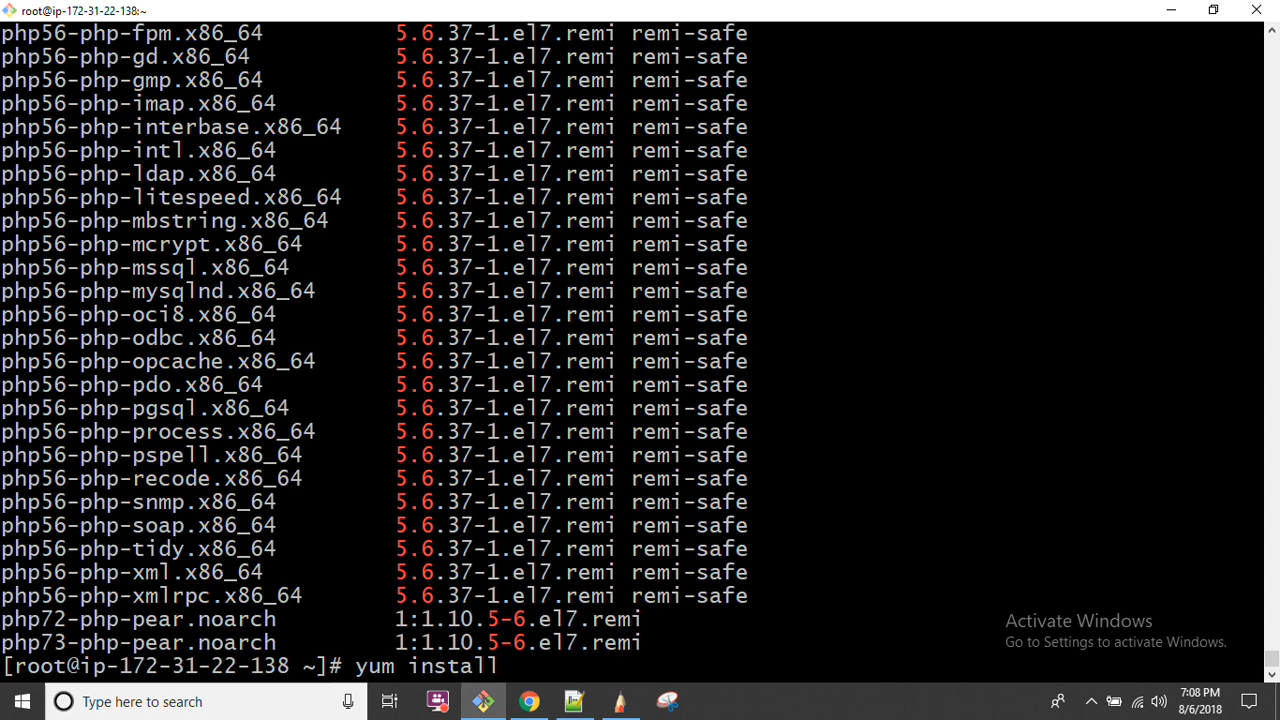 root@ip-172-31-22-138:~
php56-php-fpm.x86_64 5.6.37-1.el7.remi remi-safe
php56-php-gd.x86_64 5.6.37-1.el7.remi remi-safe
php56-php-gmp.x86_64 5.6.37-1.el7.remi remi-safe
php56-php-imap.x86_64 5.6.37-1.el7.remi remi-safe
php56-php-interbase.x86_64 5.6.37-1.el7.remi remi-safe
php56-php-intl.x86_64 5.6.37-1.el7.remi remi-safe
php56-php-ldap.x86_64 5.6.37-1.el7.remi remi-safe
php56-php-litespeed.x86_64 5.6.37-1.el7.remi remi-safe
php56-php-mbstring.x86_64 5.6.37-1.el7.remi remi-safe
php56-php-mcrypt.x86_64 5.6.37-1.el7.remi remi-safe
php56-php-mssql.x86_64 5.6.37-1.el7.remi remi-safe
php56-php-mysqlnd.x86_64 5.6.37-1.el7.remi remi-safe
php56-php-oci8.x86_64 5.6.37-1.el7.remi remi-safe
php56-php-odbc.x86_64 5.6.37-1.el7.remi remi-safe
php56-php-opcache.x86_64 5.6.37-1.el7.remi remi-safe
php56-php-pdo.x86_64 5.6.37-1.el7.remi remi-safe
php56-php-pgsql.x86_64 5.6.37-1.el7.remi remi-safe
php56-php-process.x86_64 5.6.37-1.el7.remi remi-safe
php56-php-pspell.x86_64 5.6.37-1.el7.remi remi-safe
php56-php-recode.x86_64 5.6.37-1.el7.remi remi-safe
php56-php-snmp.x86_64 5.6.37-1.el7.remi remi-safe
php56-php-soap.x86_64 5.6.37-1.el7.remi remi-safe
php56-php-tidy.x86_64 5.6.37-1.el7.remi remi-safe
php56-php-xml.x86_64 5.6.37-1.el7.remi remi-safe
php56-php-xmlrpc.x86_64 5.6.37-1.el7.remi remi-safe
php72-php-pear.noarch 1:1.10.5-6.el7.remi
php73-php-pear.noarch 1:1.10.5-6.el7.remi
[root@ip-172-31-22-138 ~]# yum install
Activate Windows
Go to Settings to activate Windows.
Type here to search
7:08 PM
8/6/2018